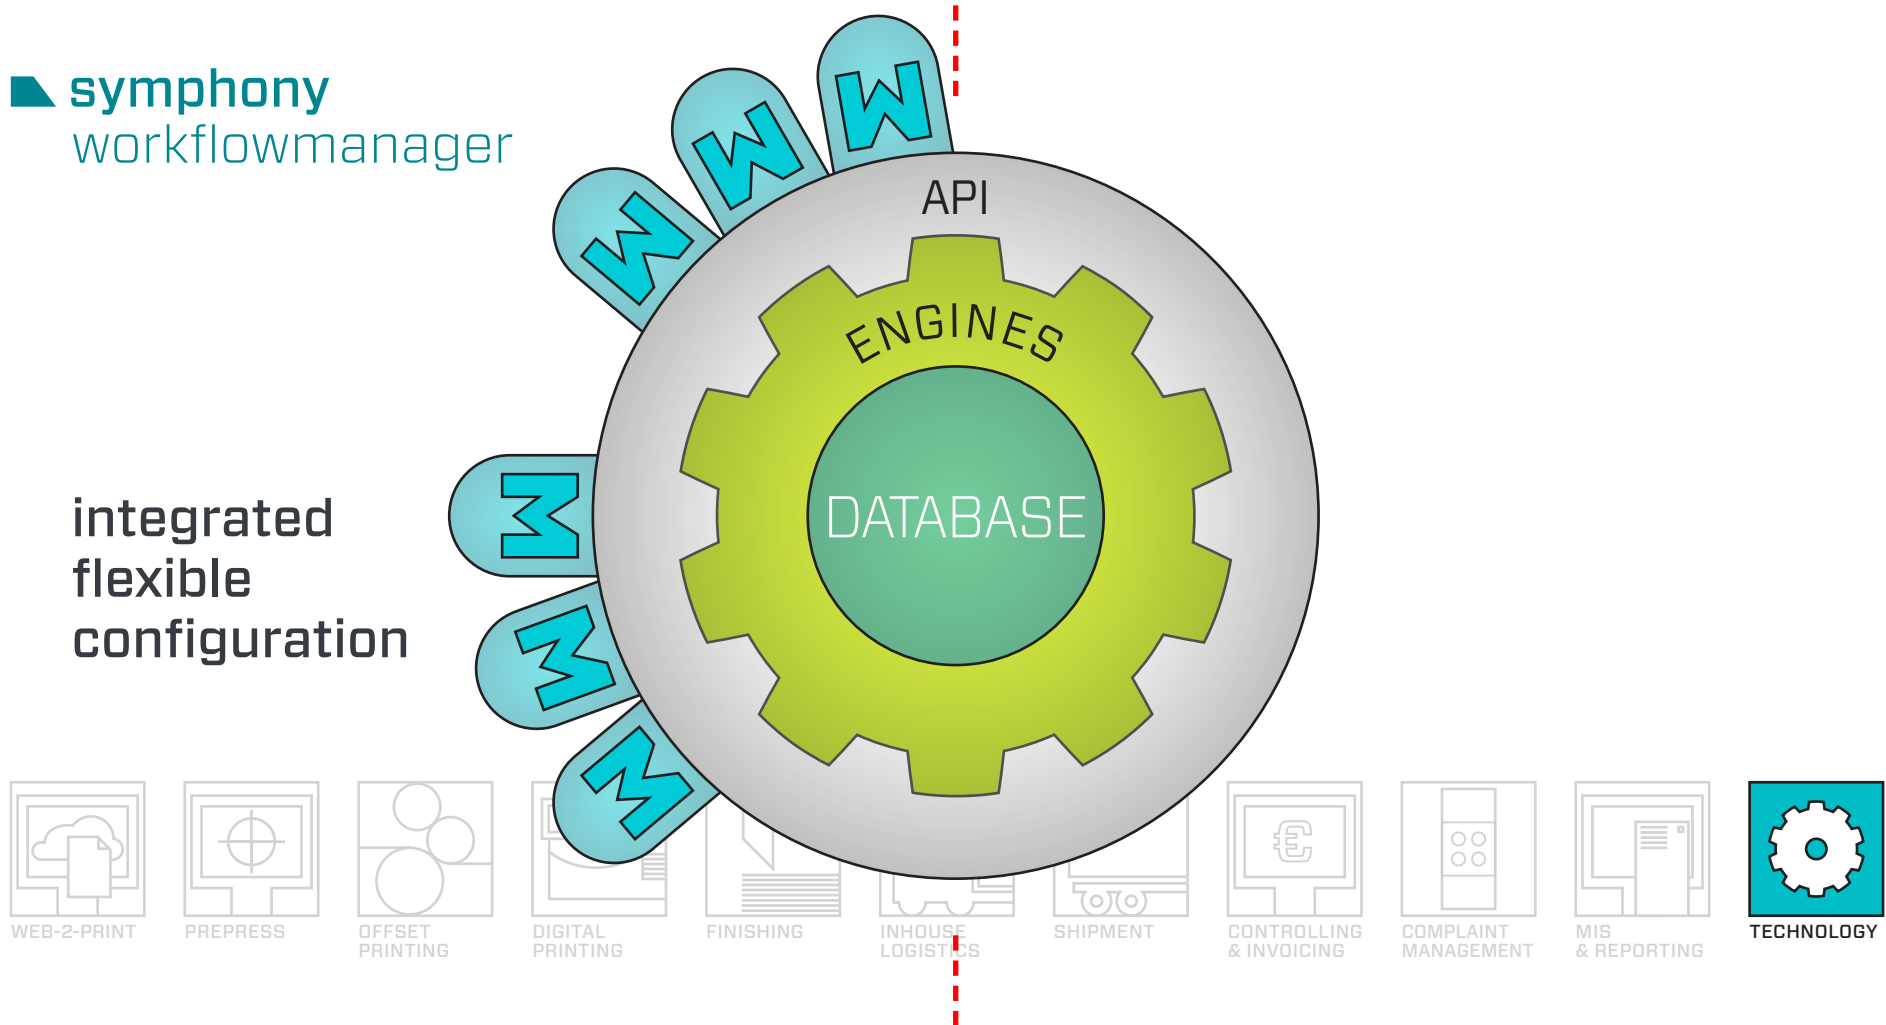 symphony
workflowmanager
M
M
M
API
ENGINES
DATABASE
integrated
flexible
configuration
M
M
M
€
WEB-2-PRINT
PREPRESS
OFFSET
PRINTING
DIGITAL
PRINTING
FINISHING
INHOUSE
LOGISTICS
SHIPMENT
CONTROLLING
& INVOICING
COMPLAINT
MANAGEMENT
MIS
& REPORTING
TECHNOLOGY